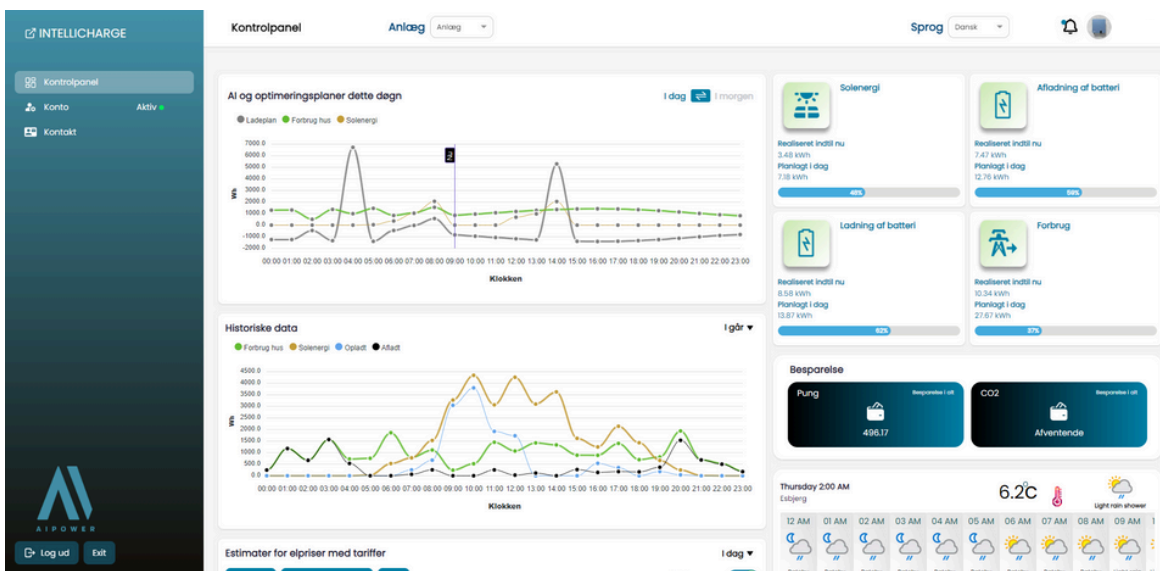 INTELLICHARGE
Kontrolpanel
Konto Aktiv
Kontakt
AIPOWER
Log ud Exit
Kontrolpanel Anlæg Anlæg Sprog Dansk
AI og optimeringsplaner dette døgn I dag I morgen
Ladeplan Forbrug hus Solenergi
Nu
7000.0
6000.0
5000.0
4000.0
3000.0
2000.0
1000.0
0.0
-1000.0
-2000.0
Wh
00:00 01:00 02:00 03:00 04:00 05:00 06:00 07:00 08:00 09:00 10:00 11:00 12:00 13:00 14:00 15:00 16:00 17:00 18:00 19:00 20:00 21:00 22:00 23:00
Klokken
Historiske data I går
Forbrug hus Solenergi Opladt Afladt
4500.0
4000.0
3500.0
3000.0
2500.0
2000.0
1500.0
1000.0
500.0
0.0
Wh
00:00 01:00 02:00 03:00 04:00 05:00 06:00 07:00 08:00 09:00 10:00 11:00 12:00 13:00 14:00 15:00 16:00 17:00 18:00 19:00 20:00 21:00 22:00 23:00
Klokken
Estimater for elpriser med tariffer I dag
Solenergi
Realiseret indtil nu
3.48 kWh
Planlagt i dag
7.18 kWh
48%
Afladning af batteri
Realiseret indtil nu
7.47 kWh
Planlagt i dag
12.76 kWh
59%
Ladning af batteri
Realiseret indtil nu
8.58 kWh
Planlagt i dag
13.87 kWh
62%
Forbrug
Realiseret indtil nu
10.34 kWh
Planlagt i dag
27.67 kWh
37%
Besparelse
Pung Besparelse i alt
496.17
CO2 Besparelse i alt
Afventende
Thursday 2:00 AM
Esbjerg
6.2°C
Light rain shower
12 AM 01 AM 02 AM 03 AM 04 AM 05 AM 06 AM 07 AM 08 AM 09 AM